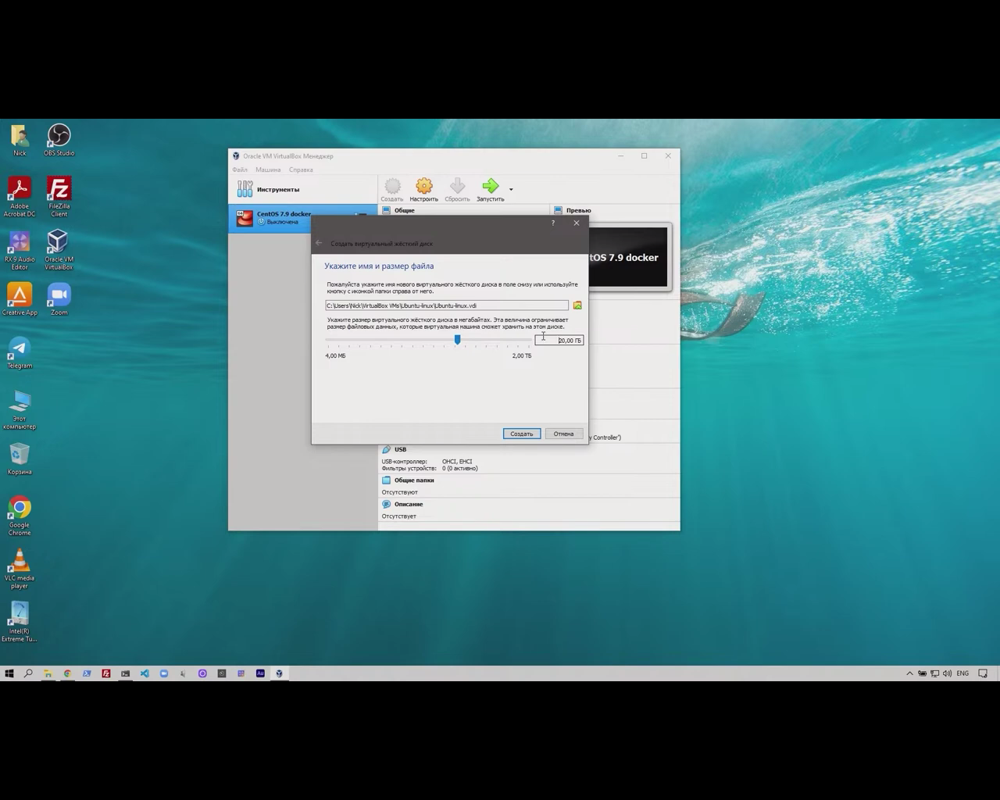 Nick
OBS Studio
Adobe
Acrobat DC
FileZilla
Client
RX 9 Audio
Editor
Oracle VM
VirtualBox
Creative App
Zoom
Telegram
Этот
компьютер
Корзина
Google
Chrome
VLC media
player
Intel(R)
Extreme Tu...
Oracle VM VirtualBox Менеджер
Файл Машина Справка
Инструменты
Создать Настроить Сбросить Запустить
CentOS 7.9 docker
Выключена
Общие
Превью
tOS 7.9 docker
Создать виртуальный жёсткий диск
Укажите имя и размер файла
Пожалуйста укажите имя нового виртуального жёсткого диска в поле снизу или используйте
кнопку с иконкой папки справа от него.
C:\Users\Nick\VirtualBox VMs\Ubuntu-linux\Ubuntu-linux.vdi
Укажите размер виртуального жёсткого диска в мегабайтах. Эта величина ограничивает
размер файловых данных, которые виртуальная машина сможет хранить на этом диске.
20,00 ГБ
4,00 МБ 2,00 ТБ
Создать Отмена
y Controller')
USB
USB-контроллер: OHCI, EHCI
Фильтры устройств: 0 (0 активно)
Общие папки
Отсутствуют
Описание
Отсутствует
ENG